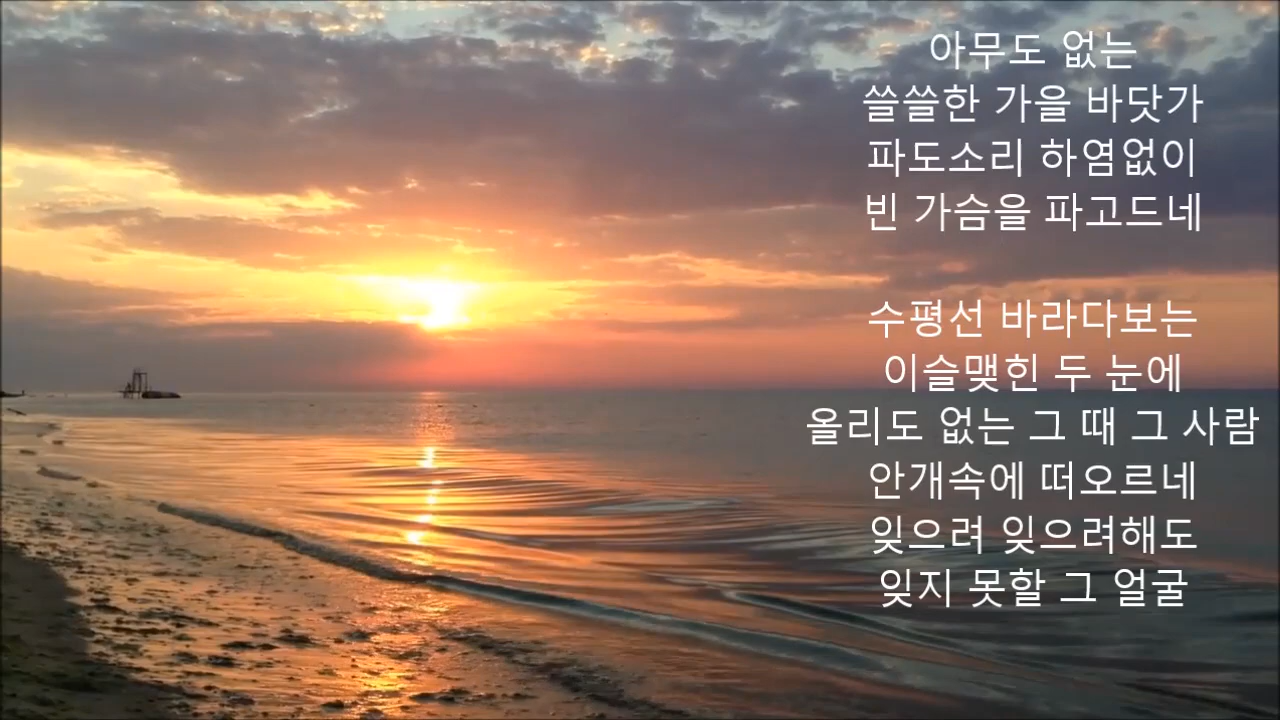 아무도 없는
쓸쓸한 가을 바닷가
파도소리 하염없이
빈 가슴을 파고드네
수평선 바라다보는
이슬맺힌 두 눈에
올리도 없는 그 때 그 사람
안개속에 떠오르네
잊으려 잊으려해도
잊지 못할 그 얼굴